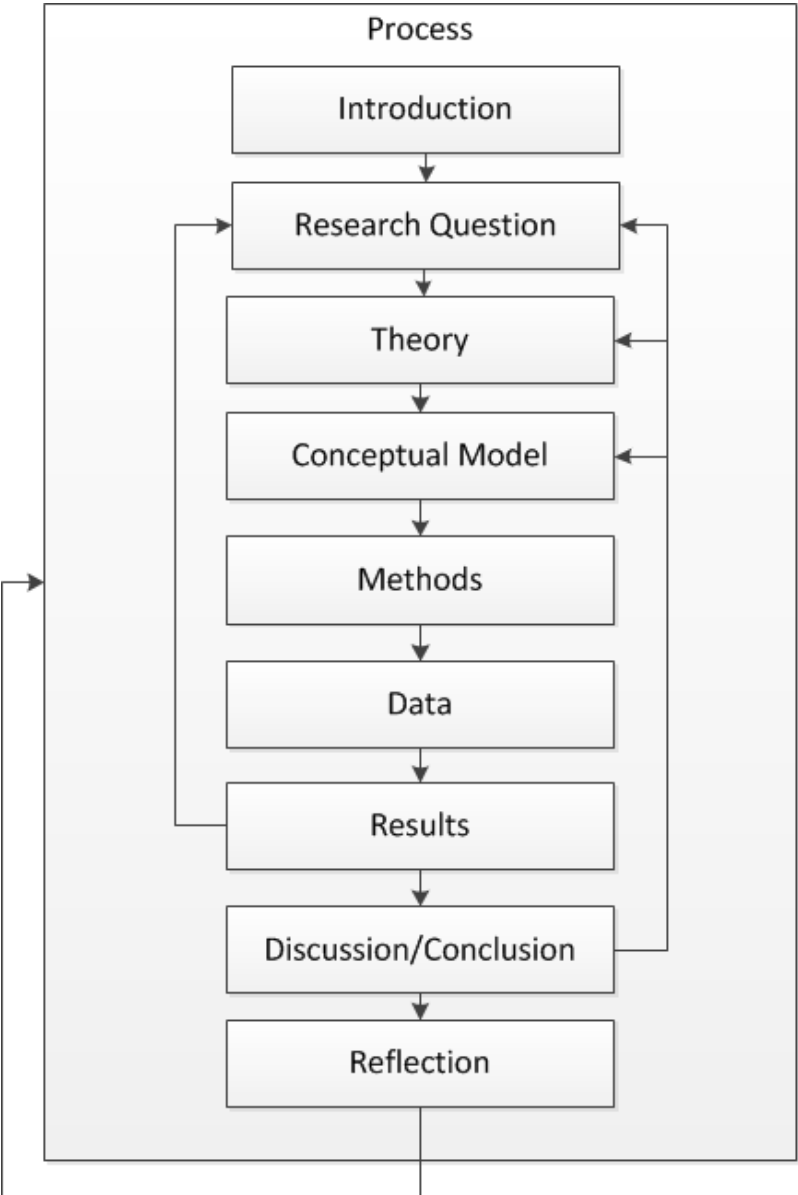 Process
Introduction
Research Question
Theory
Conceptual Model
Methods
Data
Results
Discussion/Conclusion
Reflection